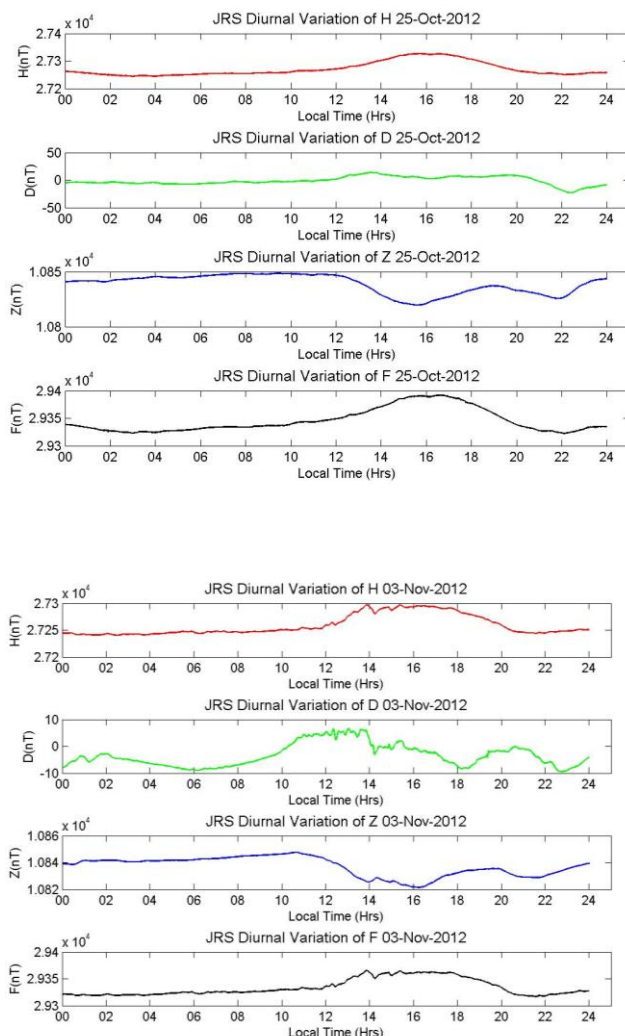 JRS Diurnal Variation of H 25-Oct-2012
x 10⁴
2.74
2.73
2.72
H(nT)
00 02 04 06 08 10 12 14 16 18 20 22 24
Local Time (Hrs)
JRS Diurnal Variation of D 25-Oct-2012
50
0
-50
D(nT)
00 02 04 06 08 10 12 14 16 18 20 22 24
Local Time (Hrs)
JRS Diurnal Variation of Z 25-Oct-2012
x 10⁴
1.085
1.08
Z(nT)
00 02 04 06 08 10 12 14 16 18 20 22 24
Local Time (Hrs)
JRS Diurnal Variation of F 25-Oct-2012
x 10⁴
2.94
2.935
2.93
F(nT)
00 02 04 06 08 10 12 14 16 18 20 22 24
Local Time (Hrs)
JRS Diurnal Variation of H 03-Nov-2012
x 10⁴
2.73
2.725
2.72
H(nT)
00 02 04 06 08 10 12 14 16 18 20 22 24
Local Time (Hrs)
JRS Diurnal Variation of D 03-Nov-2012
10
0
-10
D(nT)
00 02 04 06 08 10 12 14 16 18 20 22 24
Local Time (Hrs)
JRS Diurnal Variation of Z 03-Nov-2012
x 10⁴
1.086
1.084
1.082
Z(nT)
00 02 04 06 08 10 12 14 16 18 20 22 24
Local Time (Hrs)
JRS Diurnal Variation of F 03-Nov-2012
x 10⁴
2.94
2.935
2.93
F(nT)
00 02 04 06 08 10 12 14 16 18 20 22 24
Local Time (Hrs)